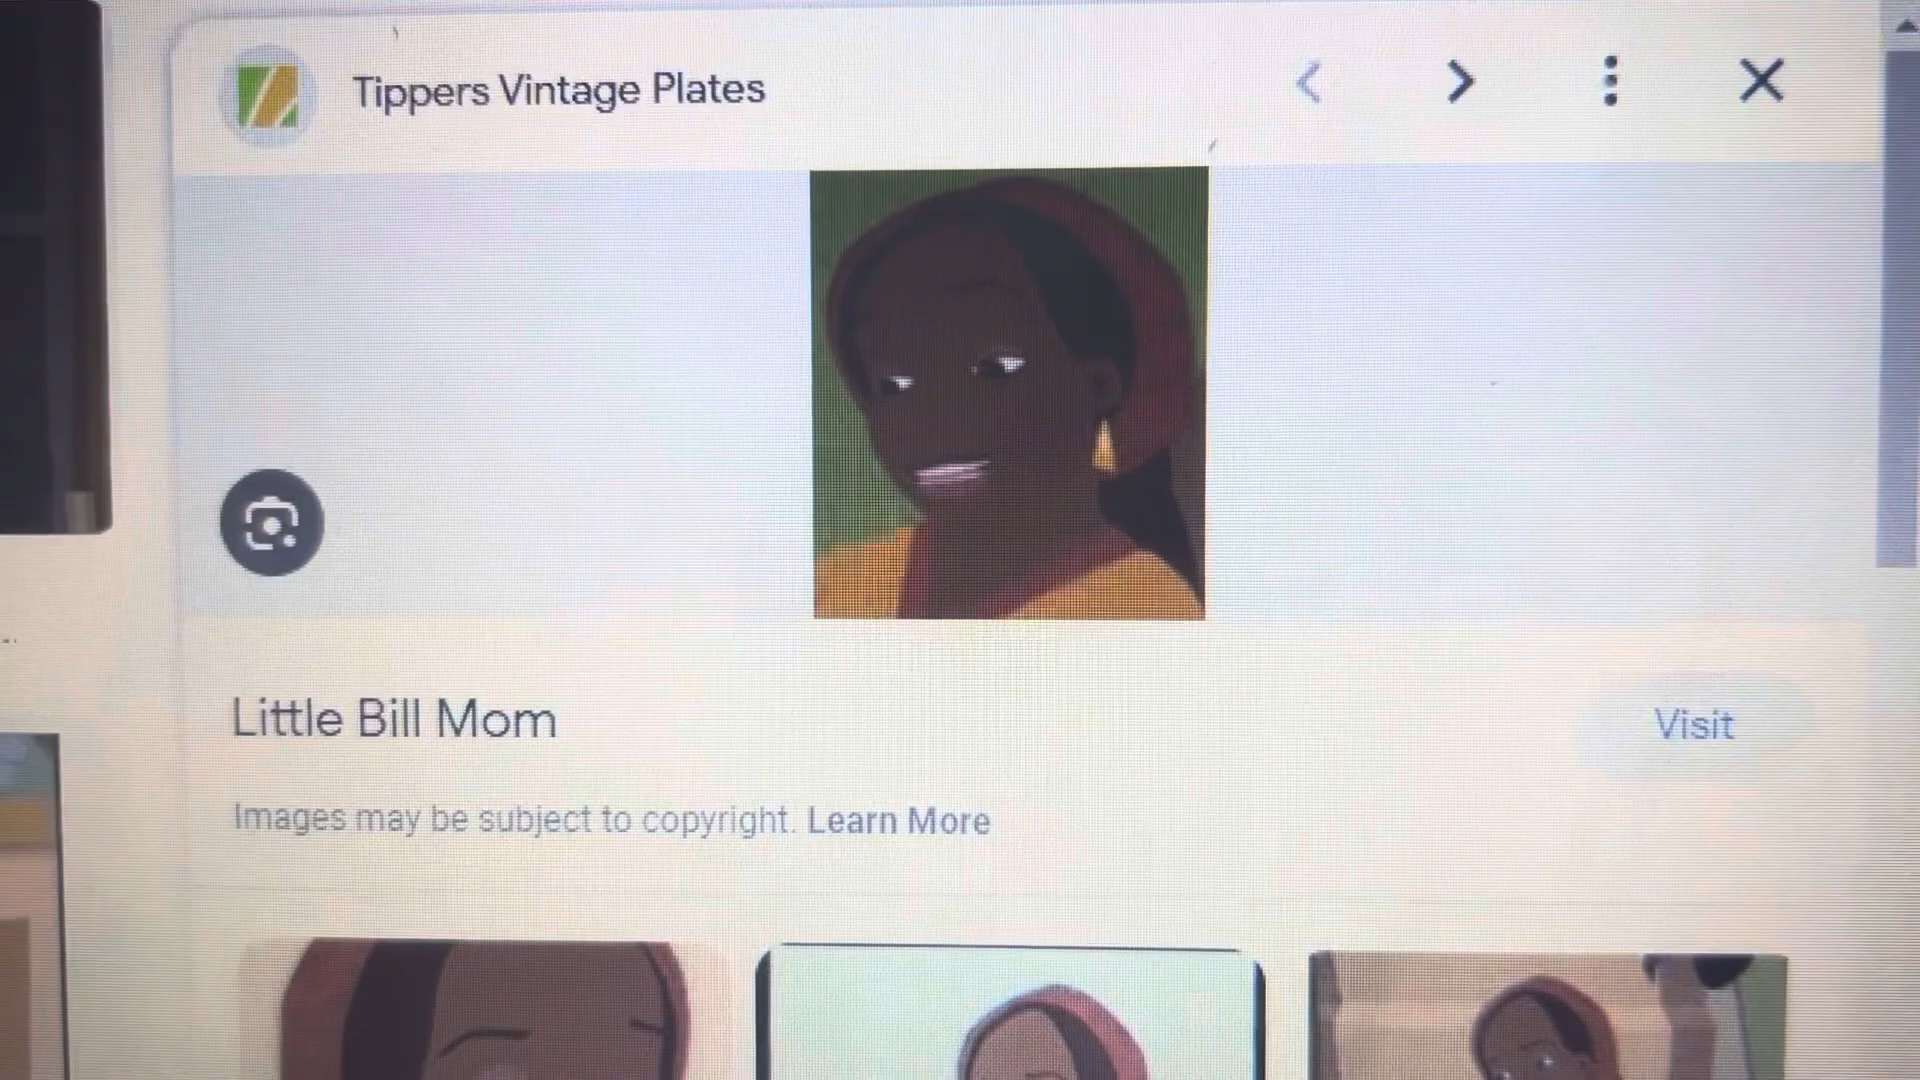 Tippers Vintage Plates
Little Bill Mom
Visit
Images may be subject to copyright. Learn More